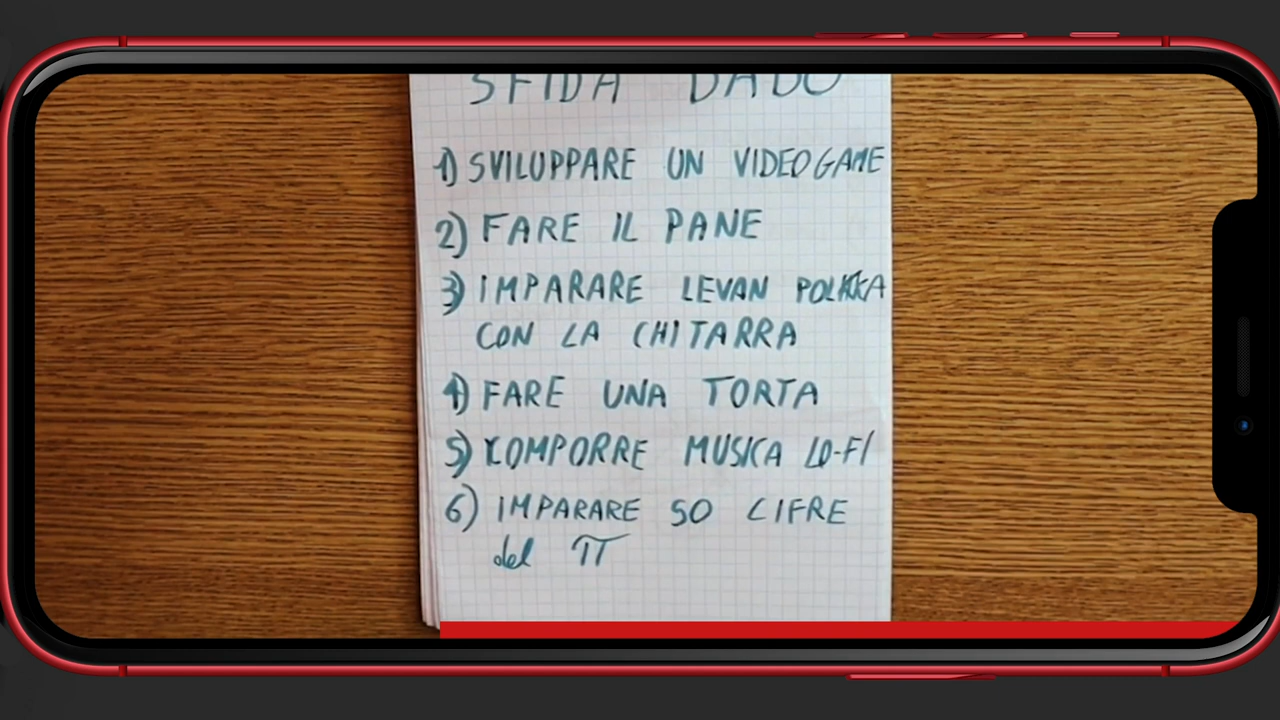 SFIDA DADO
1) SVILUPPARE UN VIDEOGAME
2) FARE IL PANE
3) IMPARARE LEVAN POLKKA
CON LA CHITARRA
4) FARE UNA TORTA
5) COMPORRE MUSICA LO-FI
6) IMPARARE 50 CIFRE
del π